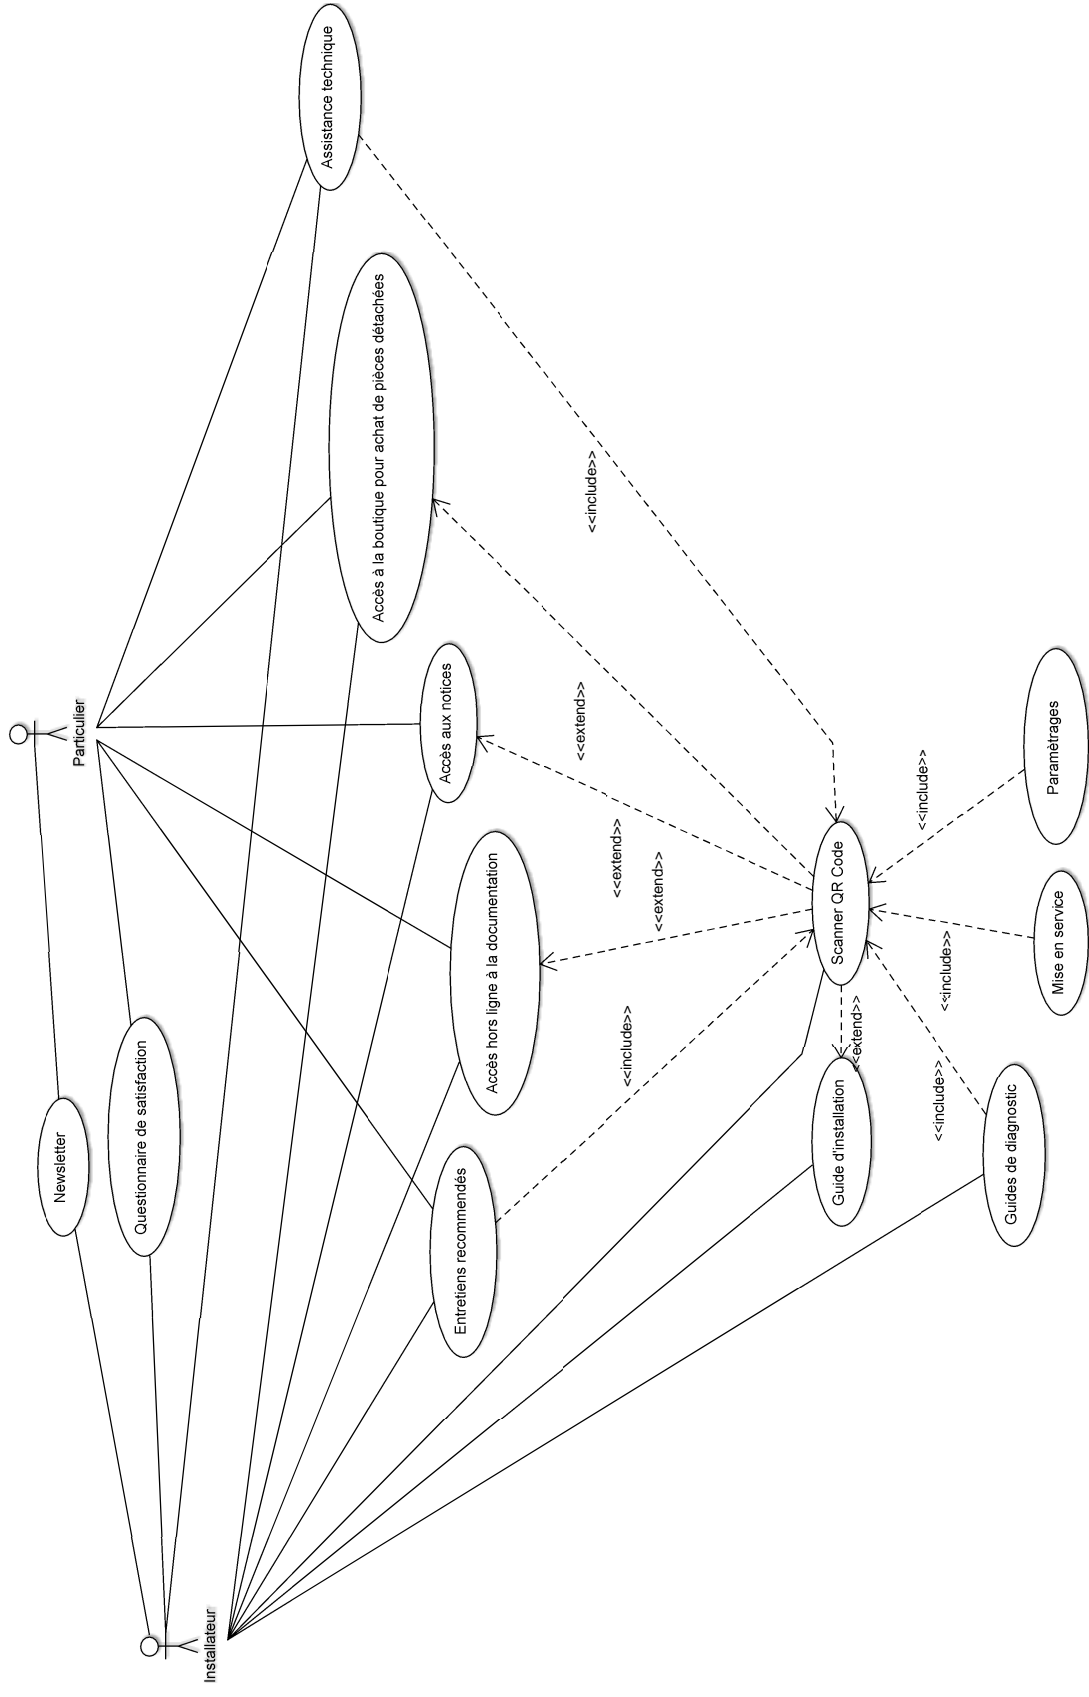 Particulier
Newsletter
Questionnaire de satisfaction
Assistance technique
Installateur
Accès à la boutique pour achat de pièces détachées
Accès aux notices
Accès hors ligne à la documentation
Entretiens recommendés
<<include>>
<<extend>>
<<extend>>
<<extend>>
<<include>>
Scanner QR Code
Guide d'installation
<<extend>>
<<include>>
<<include>>
<<include>>
Guides de diagnostic
Mise en service
Paramètrages